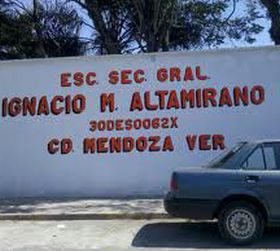 ESC. SEC. GRAL.
IGNACIO M. ALTAMIRANO
30DES0062X
CD. MENDOZA VER